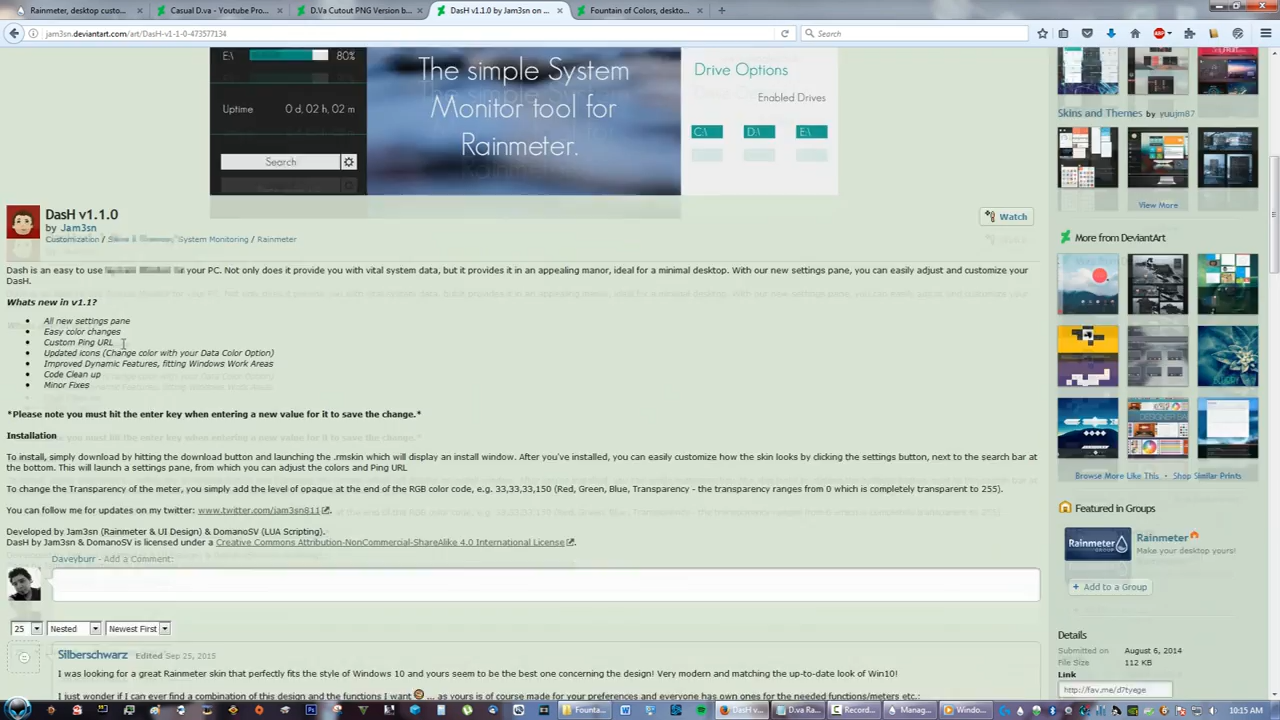 Rainmeter, desktop custo...
Casual D.va - Youtube Pro...
D.Va Cutout PNG Version b...
DasH v1.1.0 by Jam3sn on ...
Fountain of Colors, deskto...
jam3sn.deviantart.com/art/DasH-v1-1-0-473577134
Search
E:\ 80%
Uptime 0 d, 02 h, 02 m
Search
The simple System
Monitor tool for
Rainmeter.
Drive Options
Enabled Drives
C:\ D:\ E:\
Skins and Themes by yuujm87
View More
DasH v1.1.0
by Jam3sn
Customization / System Monitoring / Rainmeter
Watch
More from DeviantArt
Dash is an easy to use your PC. Not only does it provide you with vital system data, but it provides it in an appealing manor, ideal for a minimal desktop. With our new settings pane, you can easily adjust and customize your
DasH.
Whats new in v1.1?
All new settings pane
Easy color changes
Custom Ping URL
Updated icons (Change color with your Data Color Option)
Improved Dynamic Features, fitting Windows Work Areas
Code Clean up
Minor Fixes
*Please note you must hit the enter key when entering a new value for it to save the change.*
Installation
To install, simply download by hitting the download button and launching the .rmskin which will display an install window. After you've installed, you can easily customize how the skin looks by clicking the settings button, next to the search bar at
the bottom. This will launch a settings pane, from which you can adjust the colors and Ping URL
To change the Transparency of the meter, you simply add the level of opaque at the end of the RGB color code, e.g. 33,33,33,150 (Red, Green, Blue, Transparency - the transparency ranges from 0 which is completely transparent to 255).
You can follow me for updates on my twitter: www.twitter.com/jam3sn811
Developed by Jam3sn (Rainmeter & UI Design) & DomanoSV (LUA Scripting).
DasH by Jam3sn & DomanoSV is licensed under a Creative Commons Attribution-NonCommercial-ShareAlike 4.0 International License.
Browse More Like This • Shop Similar Prints
Featured in Groups
Rainmeter GROUP
Rainmeter
Make your desktop yours!
+ Add to a Group
Daveyburr - Add a Comment:
25 Nested Newest First
Details
Submitted on August 6, 2014
File Size 112 KB
Link
http://fav.me/d7tyege
Silberschwarz Edited Sep 25, 2015
I was looking for a great Rainmeter skin that perfectly fits the style of Windows 10 and yours seem to be the best one concerning the design! Very modern and matching the up-to-date look of Win10!
I just wonder if I can ever find a combination of this design and the functions I want ... as yours is of course made for your preferences and everyone has own ones for the needed functions/meters etc.:
Founta...
DasH v...
D.va Ra...
Record...
Manag...
Windo...
10:15 AM